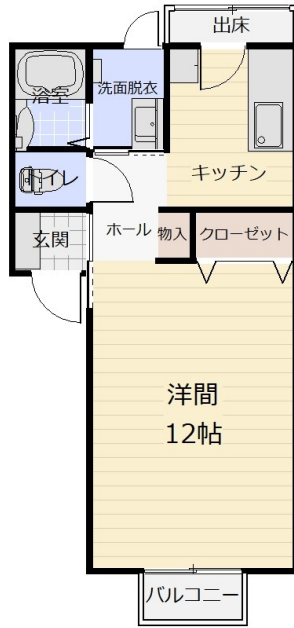 出床
浴室
洗面脱衣
トイレ
キッチン
玄関
ホール
物入
クローゼット
洋間
12帖
バルコニー